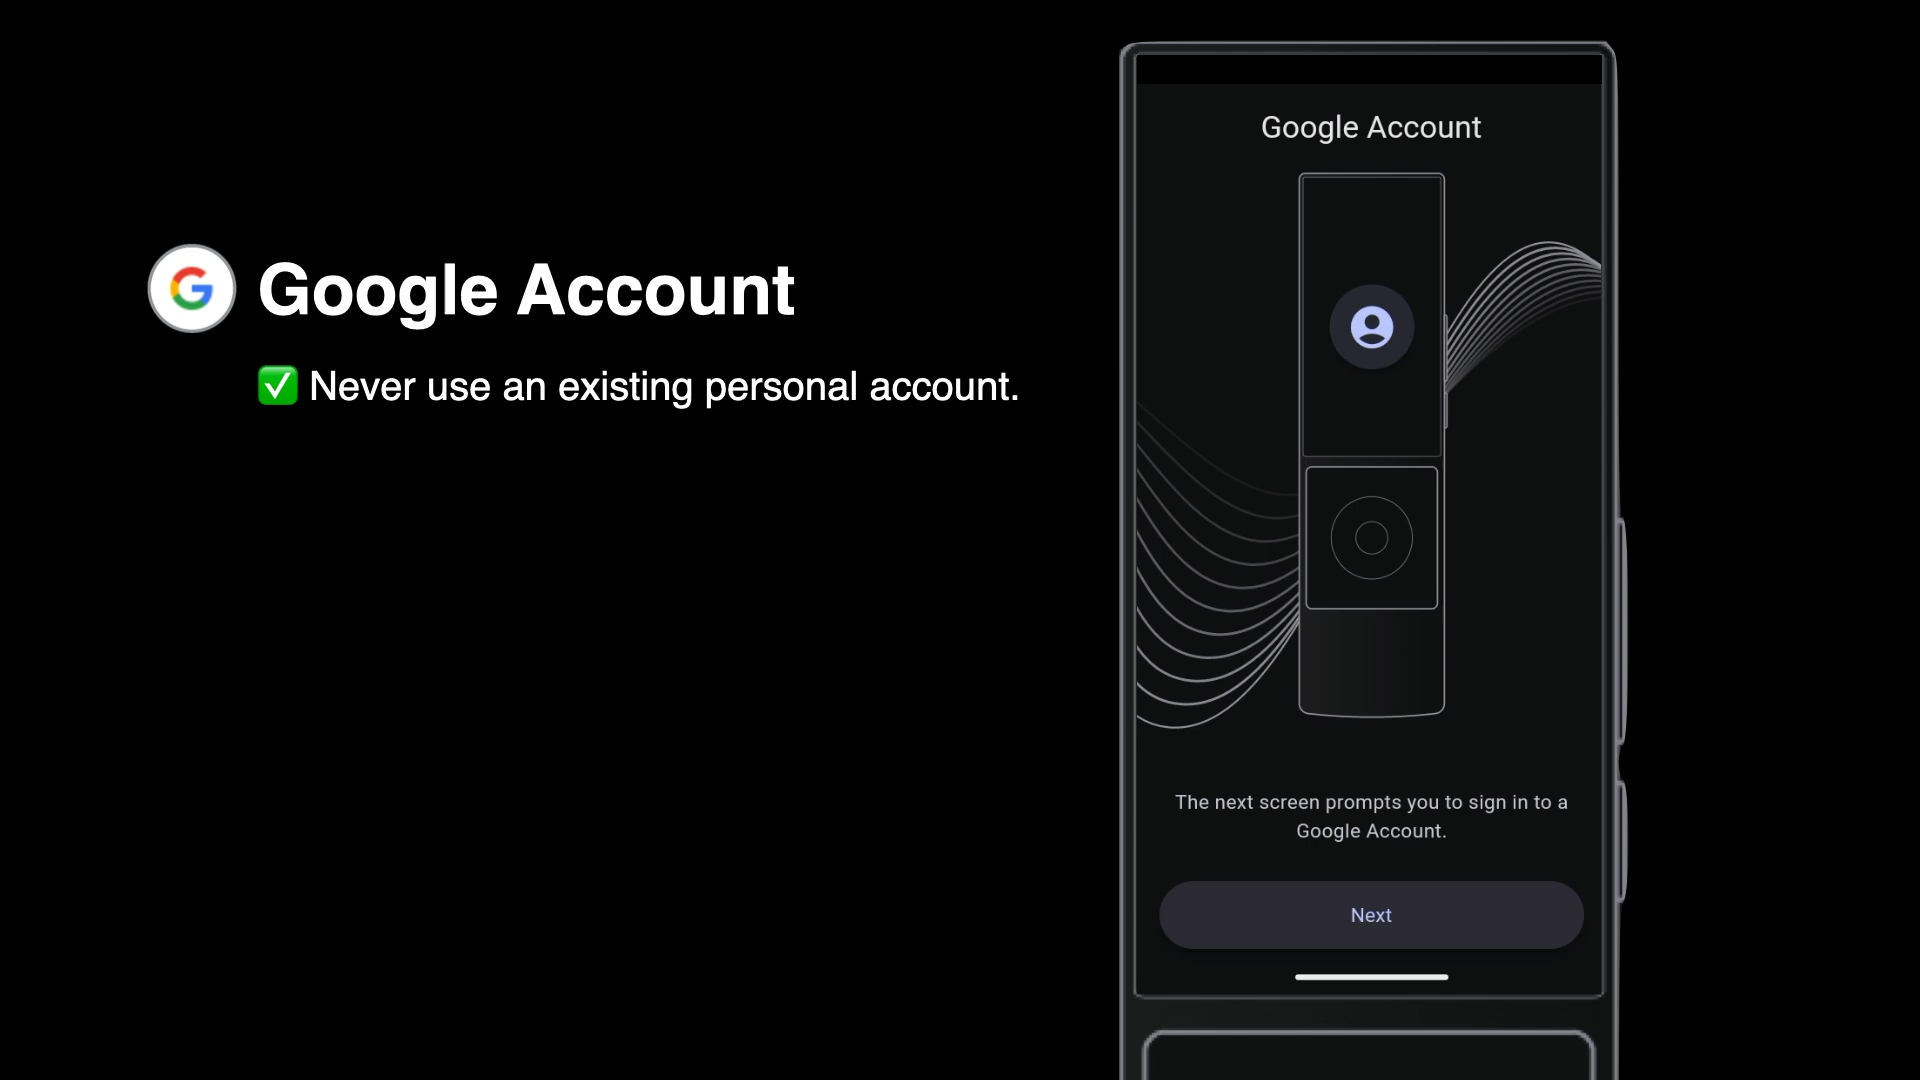 Google Account
✅ Never use an existing personal account.
Google Account
The next screen prompts you to sign in to a
Google Account.
Next